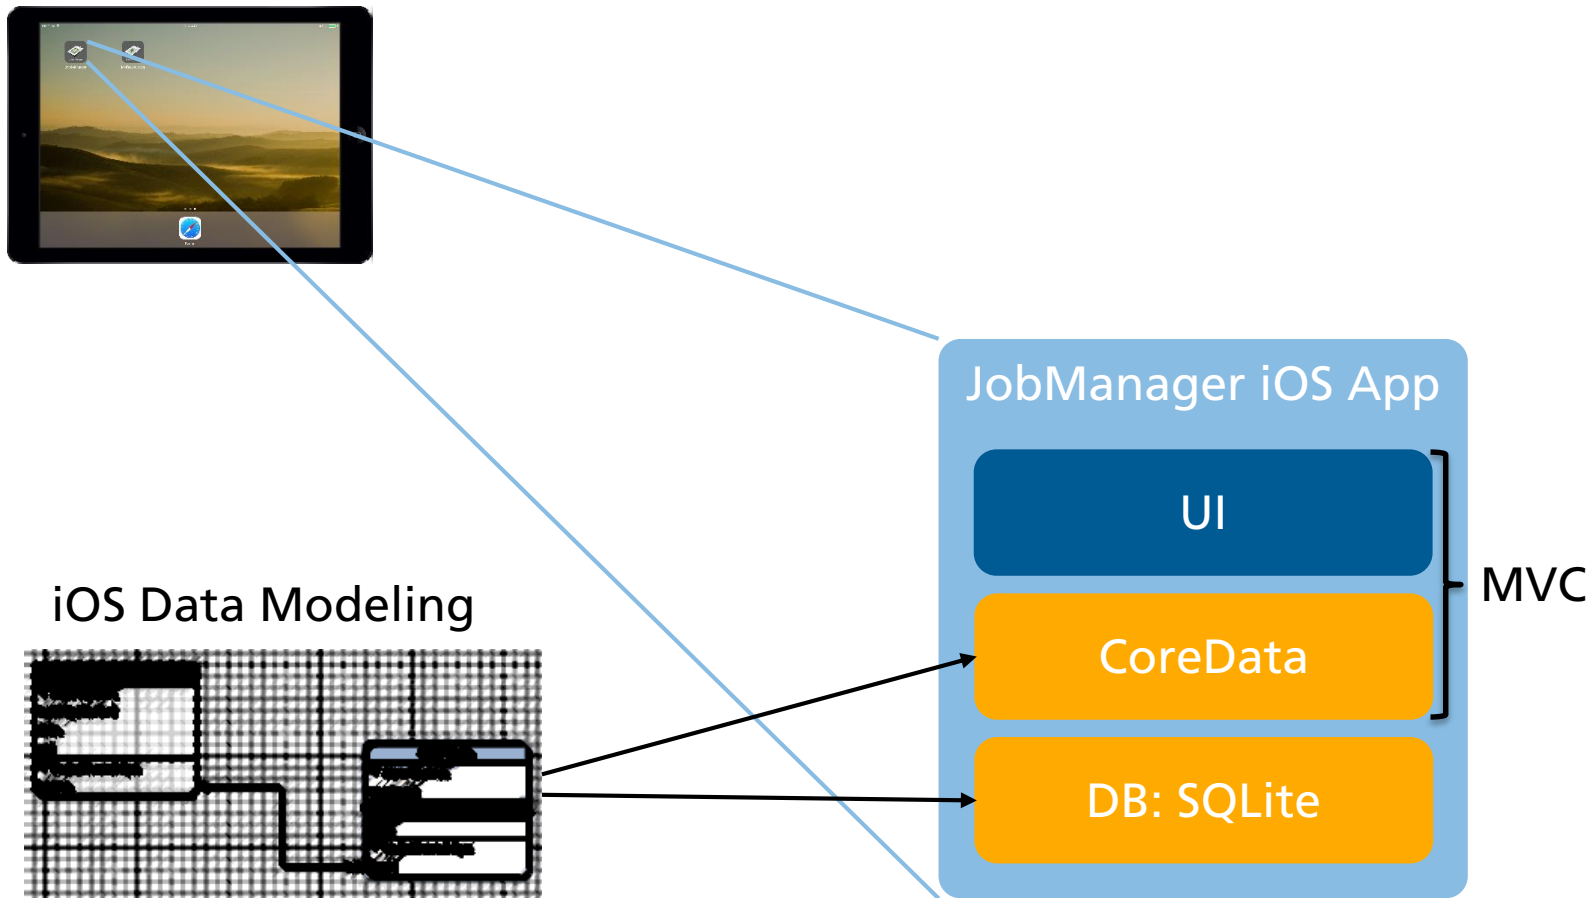 JobManager iOS App
UI
MVC
iOS Data Modeling
CoreData
DB: SQLite